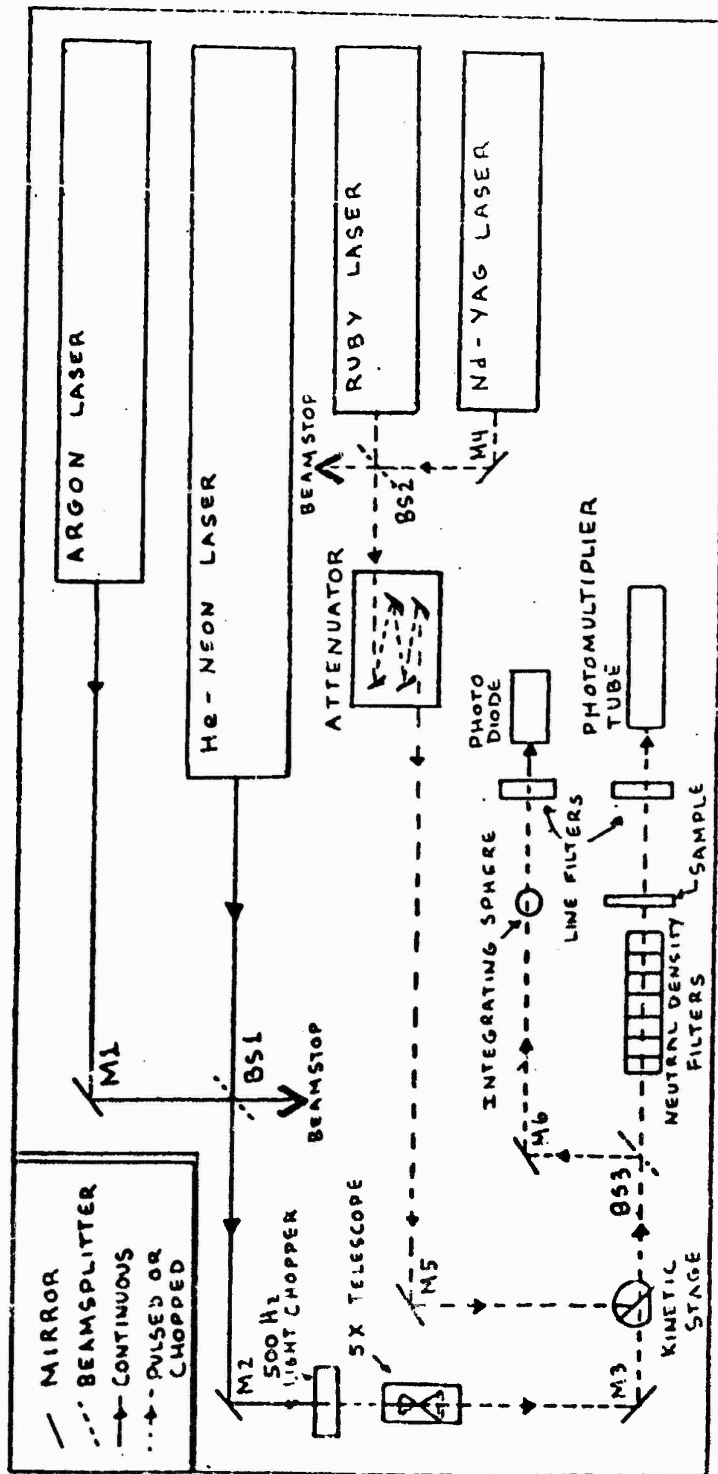 MIRROR
BEAMSPLITTER
CONTINUOUS
PULSED OR
CHOPPED
ARGON LASER
He-NEON LASER
RUBY LASER
Nd-YAG LASER
M1
BS1
BEAMSTOP
M2
500 Hz
LIGHT CHOPPER
5X TELESCOPE
M3
KINETIC
STAGE
M5
BEAMSTOP
BS2
M4
ATTENUATOR
BS3
M6
INTEGRATING SPHERE
LINE FILTERS
PHOTO
DIODE
NEUTRAL DENSITY
FILTERS
SAMPLE
PHOTOMULTIPLIER
TUBE